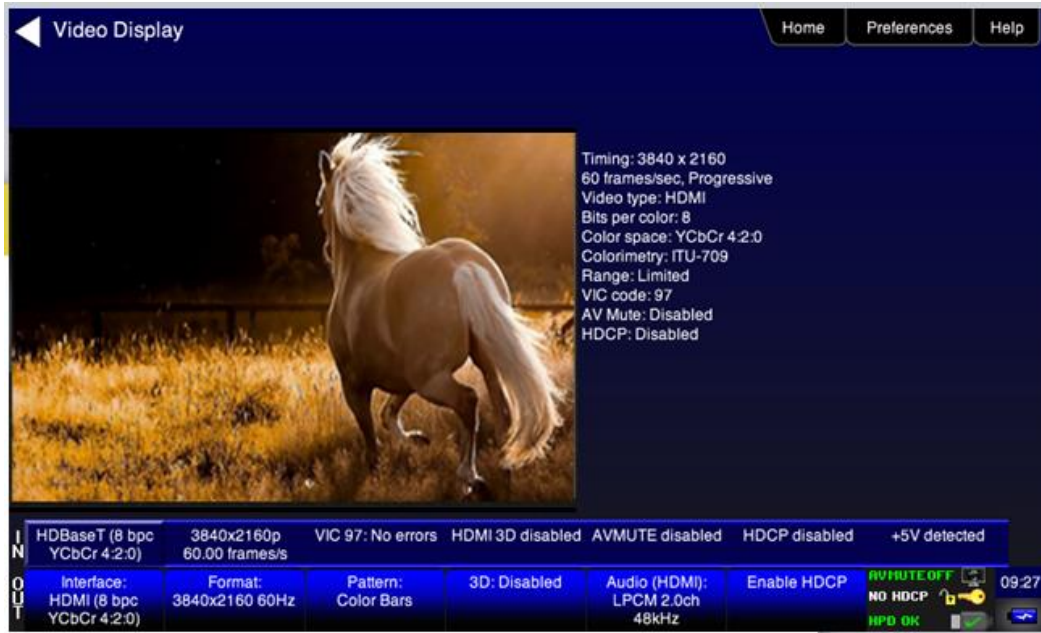 Video Display
Home
Preferences
Help
Timing: 3840 x 2160
60 frames/sec, Progressive
Video type: HDMI
Bits per color: 8
Color space: YCbCr 4:2:0
Colorimetry: ITU-709
Range: Limited
VIC code: 97
AV Mute: Disabled
HDCP: Disabled
IN
HDBaseT (8 bpc
YCbCr 4:2:0)
3840x2160p
60.00 frames/s
VIC 97: No errors
HDMI 3D disabled
AVMUTE disabled
HDCP disabled
+5V detected
OUT
Interface:
HDMI (8 bpc
YCbCr 4:2:0)
Format:
3840x2160 60Hz
Pattern:
Color Bars
3D: Disabled
Audio (HDMI):
LPCM 2.0ch
48kHz
Enable HDCP
AVMUTE OFF
NO HDCP
HPD OK
09:27